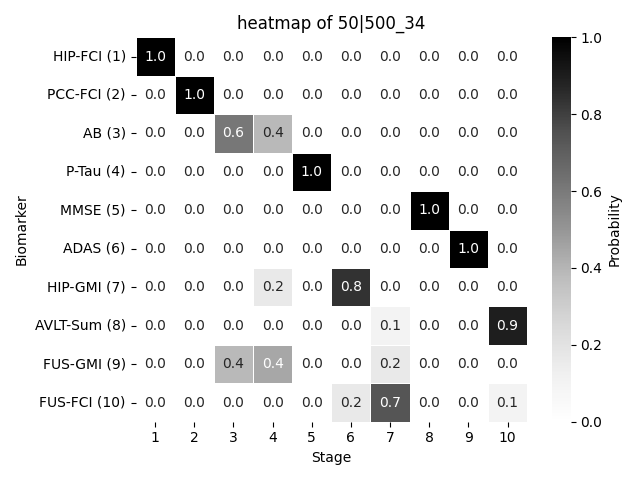 heatmap of 50|500_34
HIP-FCI (1) 1.0 0.0 0.0 0.0 0.0 0.0 0.0 0.0 0.0 0.0
PCC-FCI (2) 0.0 1.0 0.0 0.0 0.0 0.0 0.0 0.0 0.0 0.0
AB (3) 0.0 0.0 0.6 0.4 0.0 0.0 0.0 0.0 0.0 0.0
P-Tau (4) 0.0 0.0 0.0 0.0 1.0 0.0 0.0 0.0 0.0 0.0
MMSE (5) 0.0 0.0 0.0 0.0 0.0 0.0 0.0 1.0 0.0 0.0
ADAS (6) 0.0 0.0 0.0 0.0 0.0 0.0 0.0 0.0 1.0 0.0
HIP-GMI (7) 0.0 0.0 0.0 0.2 0.0 0.8 0.0 0.0 0.0 0.0
AVLT-Sum (8) 0.0 0.0 0.0 0.0 0.0 0.0 0.1 0.0 0.0 0.9
FUS-GMI (9) 0.0 0.0 0.4 0.4 0.0 0.0 0.2 0.0 0.0 0.0
FUS-FCI (10) 0.0 0.0 0.0 0.0 0.0 0.2 0.7 0.0 0.0 0.1
1 2 3 4 5 6 7 8 9 10
Stage
Biomarker
1.0
0.8
0.6
0.4
0.2
0.0
Probability